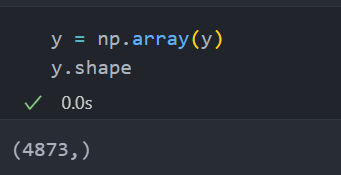 y = np.array(y)
y.shape
0.0s
(4873,)